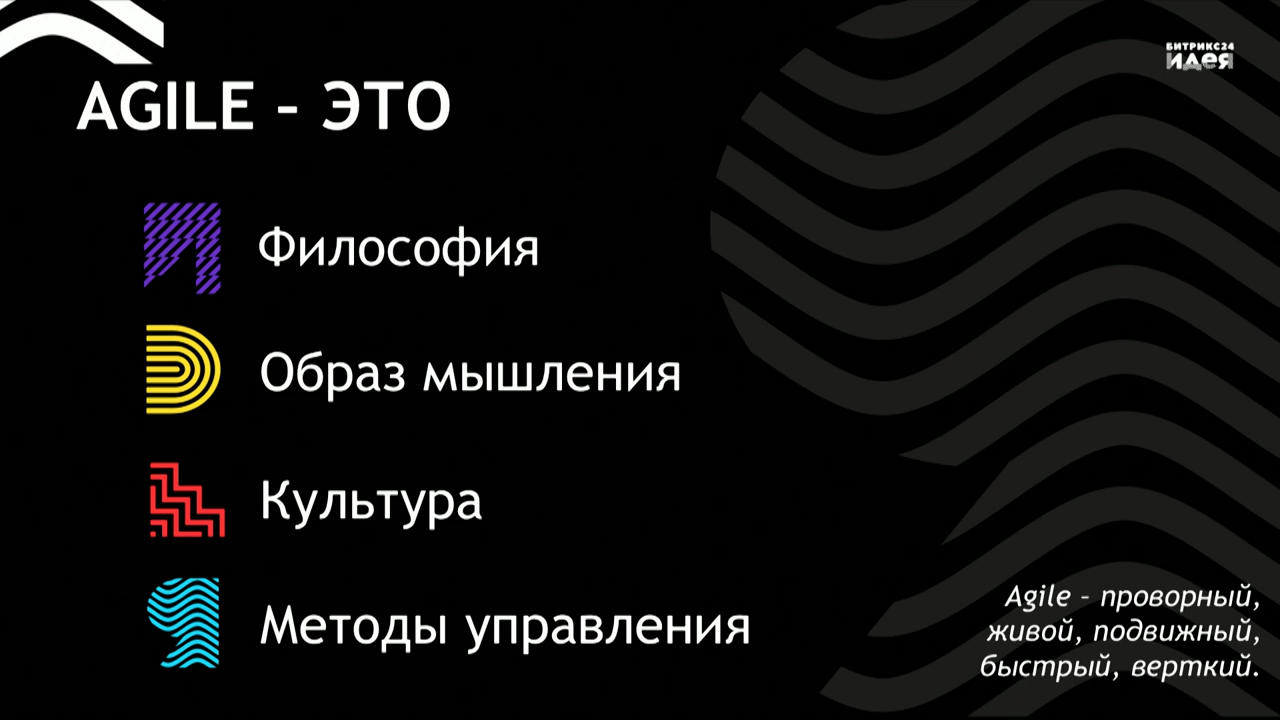 БИТРИКС24
идея
AGILE – ЭТО
Философия
Образ мышления
Культура
Методы управления
Agile – проворный,
живой, подвижный,
быстрый, верткий.